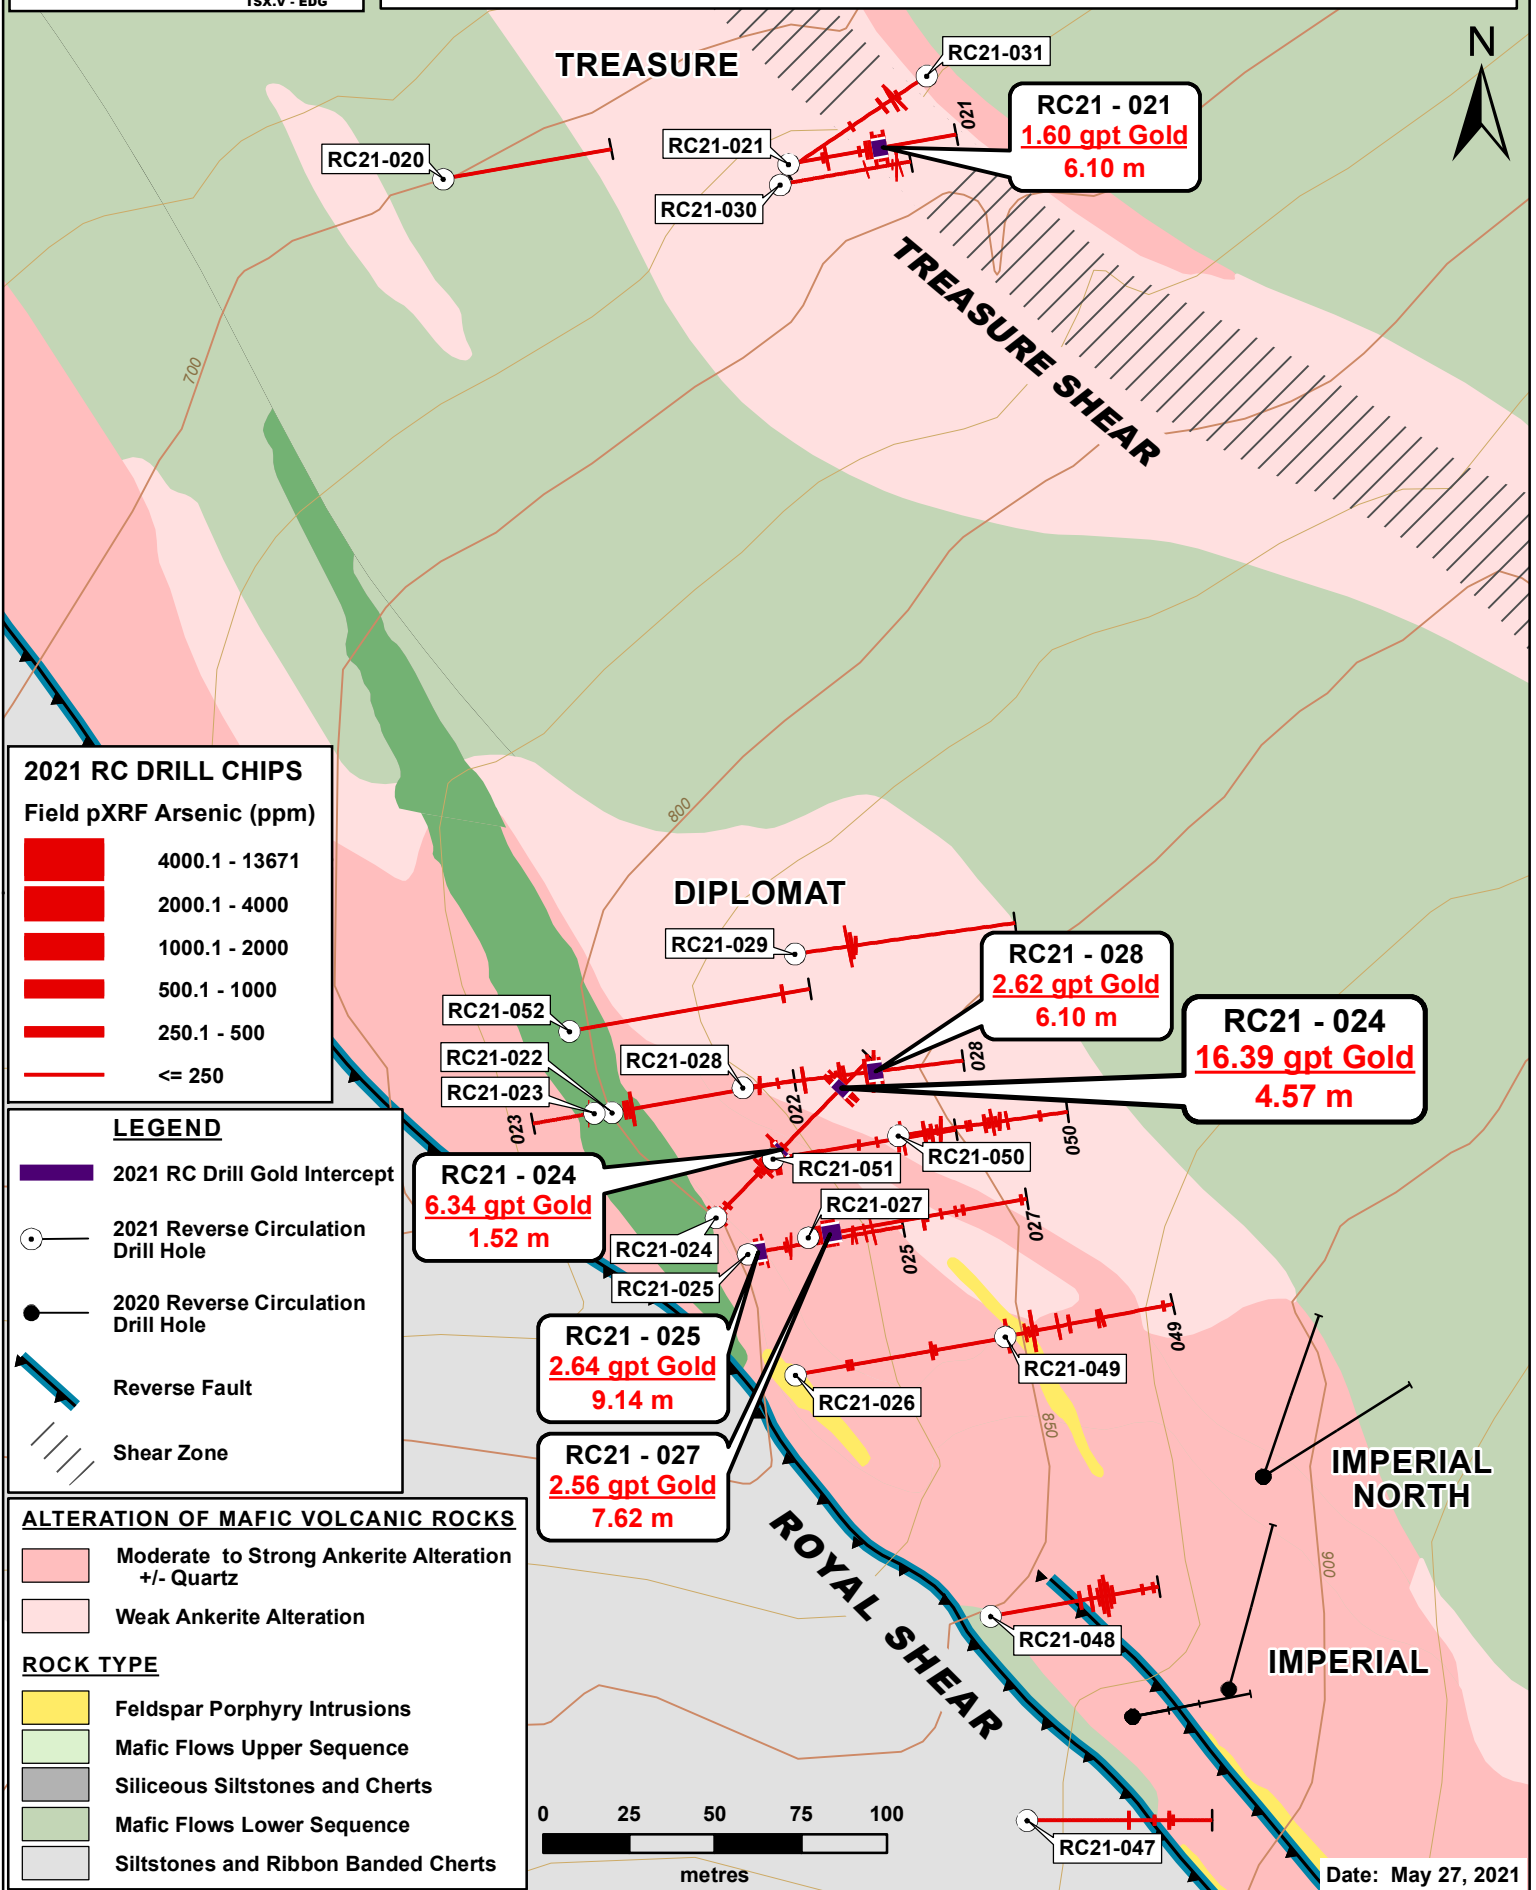 TSX.V - EDG
TREASURE
RC21-031
N
021
RC21 - 021
1.60 gpt Gold
6.10 m
RC21-021
RC21-020
RC21-030
TREASURE SHEAR
700
2021 RC DRILL CHIPS
Field pXRF Arsenic (ppm)
4000.1 - 13671
2000.1 - 4000
1000.1 - 2000
500.1 - 1000
250.1 - 500
<= 250
800
DIPLOMAT
RC21-029
RC21 - 028
2.62 gpt Gold
6.10 m
RC21-052
RC21 - 024
16.39 gpt Gold
4.57 m
RC21-022
RC21-028
028
RC21-023
023
022
050
RC21-050
RC21-051
RC21 - 024
6.34 gpt Gold
1.52 m
RC21-027
027
RC21-024
025
RC21-025
LEGEND
2021 RC Drill Gold Intercept
2021 Reverse Circulation
Drill Hole
2020 Reverse Circulation
Drill Hole
Reverse Fault
Shear Zone
RC21 - 025
2.64 gpt Gold
9.14 m
049
RC21-049
RC21-026
850
RC21 - 027
2.56 gpt Gold
7.62 m
IMPERIAL
NORTH
ROYAL SHEAR
900
RC21-048
IMPERIAL
ALTERATION OF MAFIC VOLCANIC ROCKS
Moderate to Strong Ankerite Alteration
+/- Quartz
Weak Ankerite Alteration
ROCK TYPE
Feldspar Porphyry Intrusions
Mafic Flows Upper Sequence
Siliceous Siltstones and Cherts
Mafic Flows Lower Sequence
Siltstones and Ribbon Banded Cherts
0 25 50 75 100
metres
RC21-047
Date: May 27, 2021